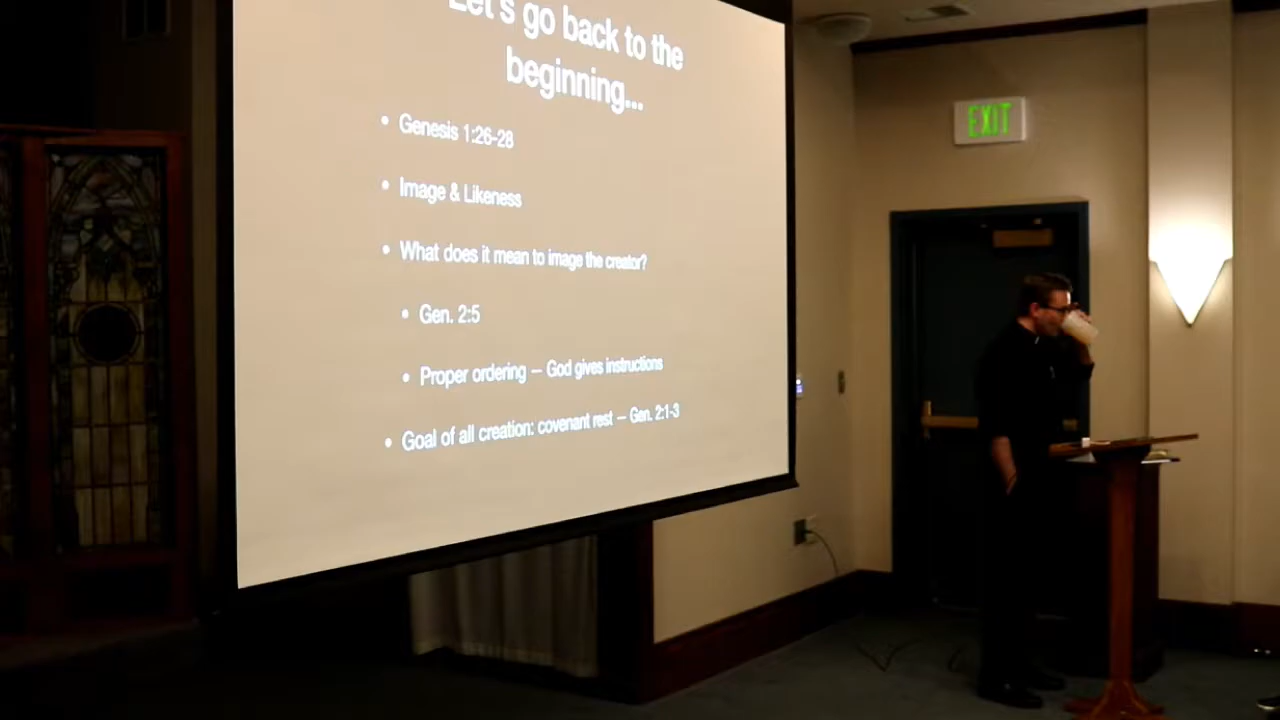 Let's go back to the
beginning...
• Genesis 1:26-28
• Image & Likeness
• What does it mean to image the creator?
• Gen. 2:5
• Proper ordering — God gives instructions
• Goal of all creation: covenant rest — Gen. 2:1-3
EXIT